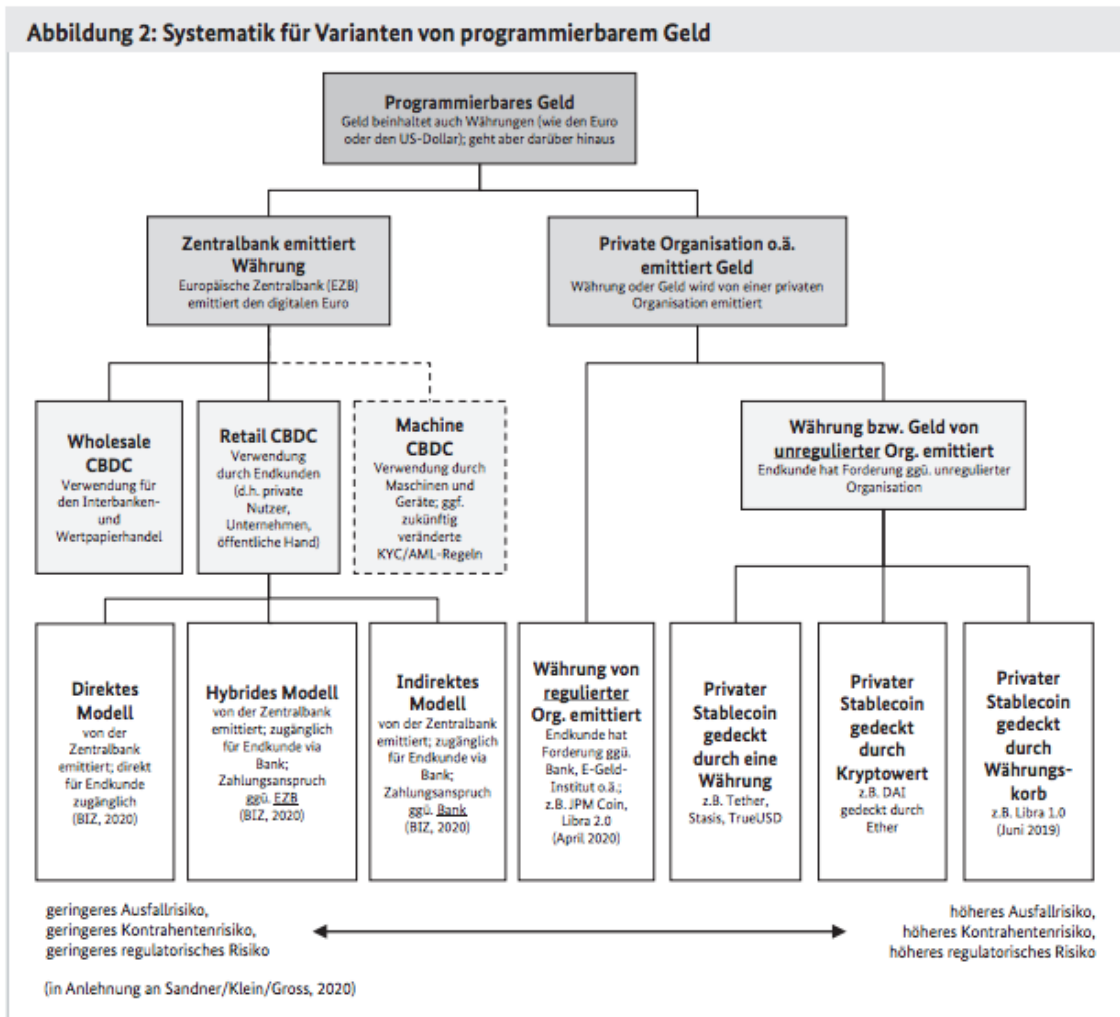 Abbildung 2: Systematik für Varianten von programmierbarem Geld
Programmierbares Geld
Geld beinhaltet auch Währungen (wie den Euro
oder den US-Dollar); geht aber darüber hinaus
Zentralbank emittiert
Währung
Europäische Zentralbank (EZB)
emittiert den digitalen Euro
Private Organisation o.ä.
emittiert Geld
Währung oder Geld wird von einer privaten
Organisation emittiert
Wholesale
CBDC
Verwendung für
den Interbanken-
und
Wertpapierhandel
Retail CBDC
Verwendung
durch Endkunden
(d.h. private
Nutzer,
Unternehmen,
öffentliche Hand)
Machine
CBDC
Verwendung durch
Maschinen und
Geräte; ggf.
zukünftig
veränderte
KYC/AML-Regeln
Währung bzw. Geld von
unregulierter Org. emittiert
Endkunde hat Forderung ggü. unregulierter
Organisation
Direktes
Modell
von der
Zentralbank
emittiert; direkt
für Endkunde
zugänglich
(BIZ, 2020)
Hybrides Modell
von der Zentralbank
emittiert; zugänglich
für Endkunde via
Bank;
Zahlungsanspruch
ggü. EZB
(BIZ, 2020)
Indirektes
Modell
von der Zentralbank
emittiert; zugänglich
für Endkunde via
Bank;
Zahlungsanspruch
ggü. Bank
(BIZ, 2020)
Währung von
regulierter
Org. emittiert
Endkunde hat
Forderung ggü.
Bank, E-Geld-
Institut o.ä.;
z.B. JPM Coin,
Libra 2.0
(April 2020)
Privater
Stablecoin
gedeckt
durch eine
Währung
z.B. Tether,
Stasis, TrueUSD
Privater
Stablecoin
gedeckt
durch
Kryptowert
z.B. DAI
gedeckt durch
Ether
Privater
Stablecoin
gedeckt
durch
Währungs-
korb
z.B. Libra 1.0
(Juni 2019)
geringeres Ausfallrisiko,
geringeres Kontrahentenrisiko,
geringeres regulatorisches Risiko
höheres Ausfallrisiko,
höheres Kontrahentenrisiko,
höheres regulatorisches Risiko
(in Anlehnung an Sandner/Klein/Gross, 2020)